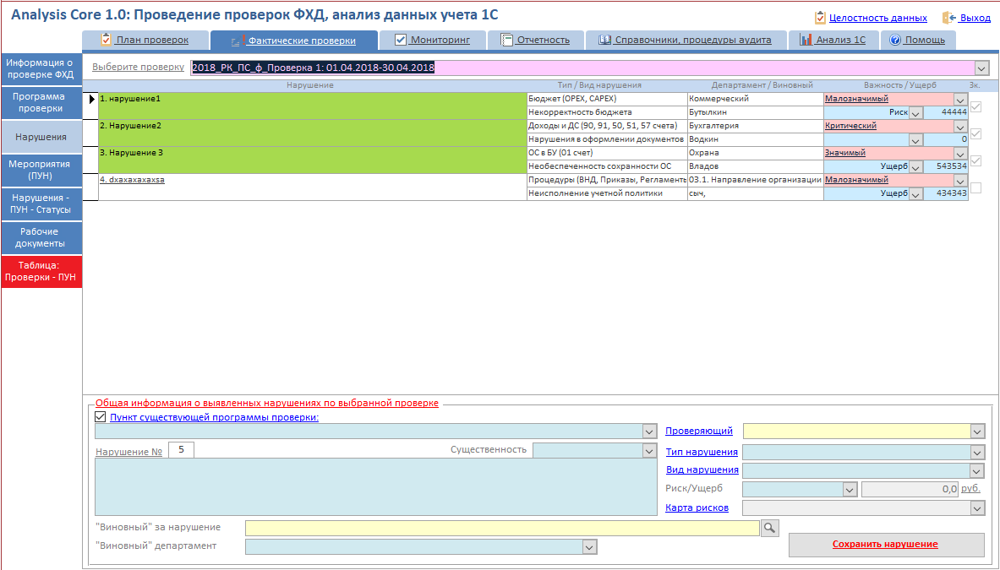 Analysis Core 1.0: Проведение проверок ФХД, анализ данных учета 1С
Целостность данных
Выход
План проверок
Фактические проверки
Мониторинг
Отчетность
Справочники, процедуры аудита
Анализ 1С
Помощь
Информация о
проверке ФХД
Программа
проверки
Нарушения
Мероприятия
(ПУН)
Нарушения -
ПУН - Статусы
Рабочие
документы
Таблица:
Проверки - ПУН
Выберите проверку
2018_РК_ПС_ф_Проверка 1: 01.04.2018-30.04.2018
Нарушение Тип / Вид нарушения Департамент / Виновный Важность / Ущерб Зк.
1. нарушение1 Бюджет (OPEX, CAPEX) Коммерческий Малозначимый
Некорректность бюджета Бутылкин Риск 44444
2. Нарушение2 Доходы и ДС (90, 91, 50, 51, 57 счета) Бухгалтерия Критический
Нарушения в оформлении документов Водкин 0
3. Нарушение 3 ОС в БУ (01 счет) Охрана Значимый
Необеспеченность сохранности ОС Владов Ущерб 543534
4. dxaxaxaxaxsa Процедуры (ВНД, Приказы, Регламенть 03.1. Направление организации Малозначимый
Неисполнение учетной политики сыч, Ущерб 434343
Общая информация о выявленных нарушениях по выбранной проверке
Пункт существующей программы проверки:
Проверяющий
Нарушение № 5 Существенность
Тип нарушения
Вид нарушения
Риск/Ущерб 0,0 руб.
Карта рисков
"Виновный" за нарушение
"Виновный" департамент
Сохранить нарушение